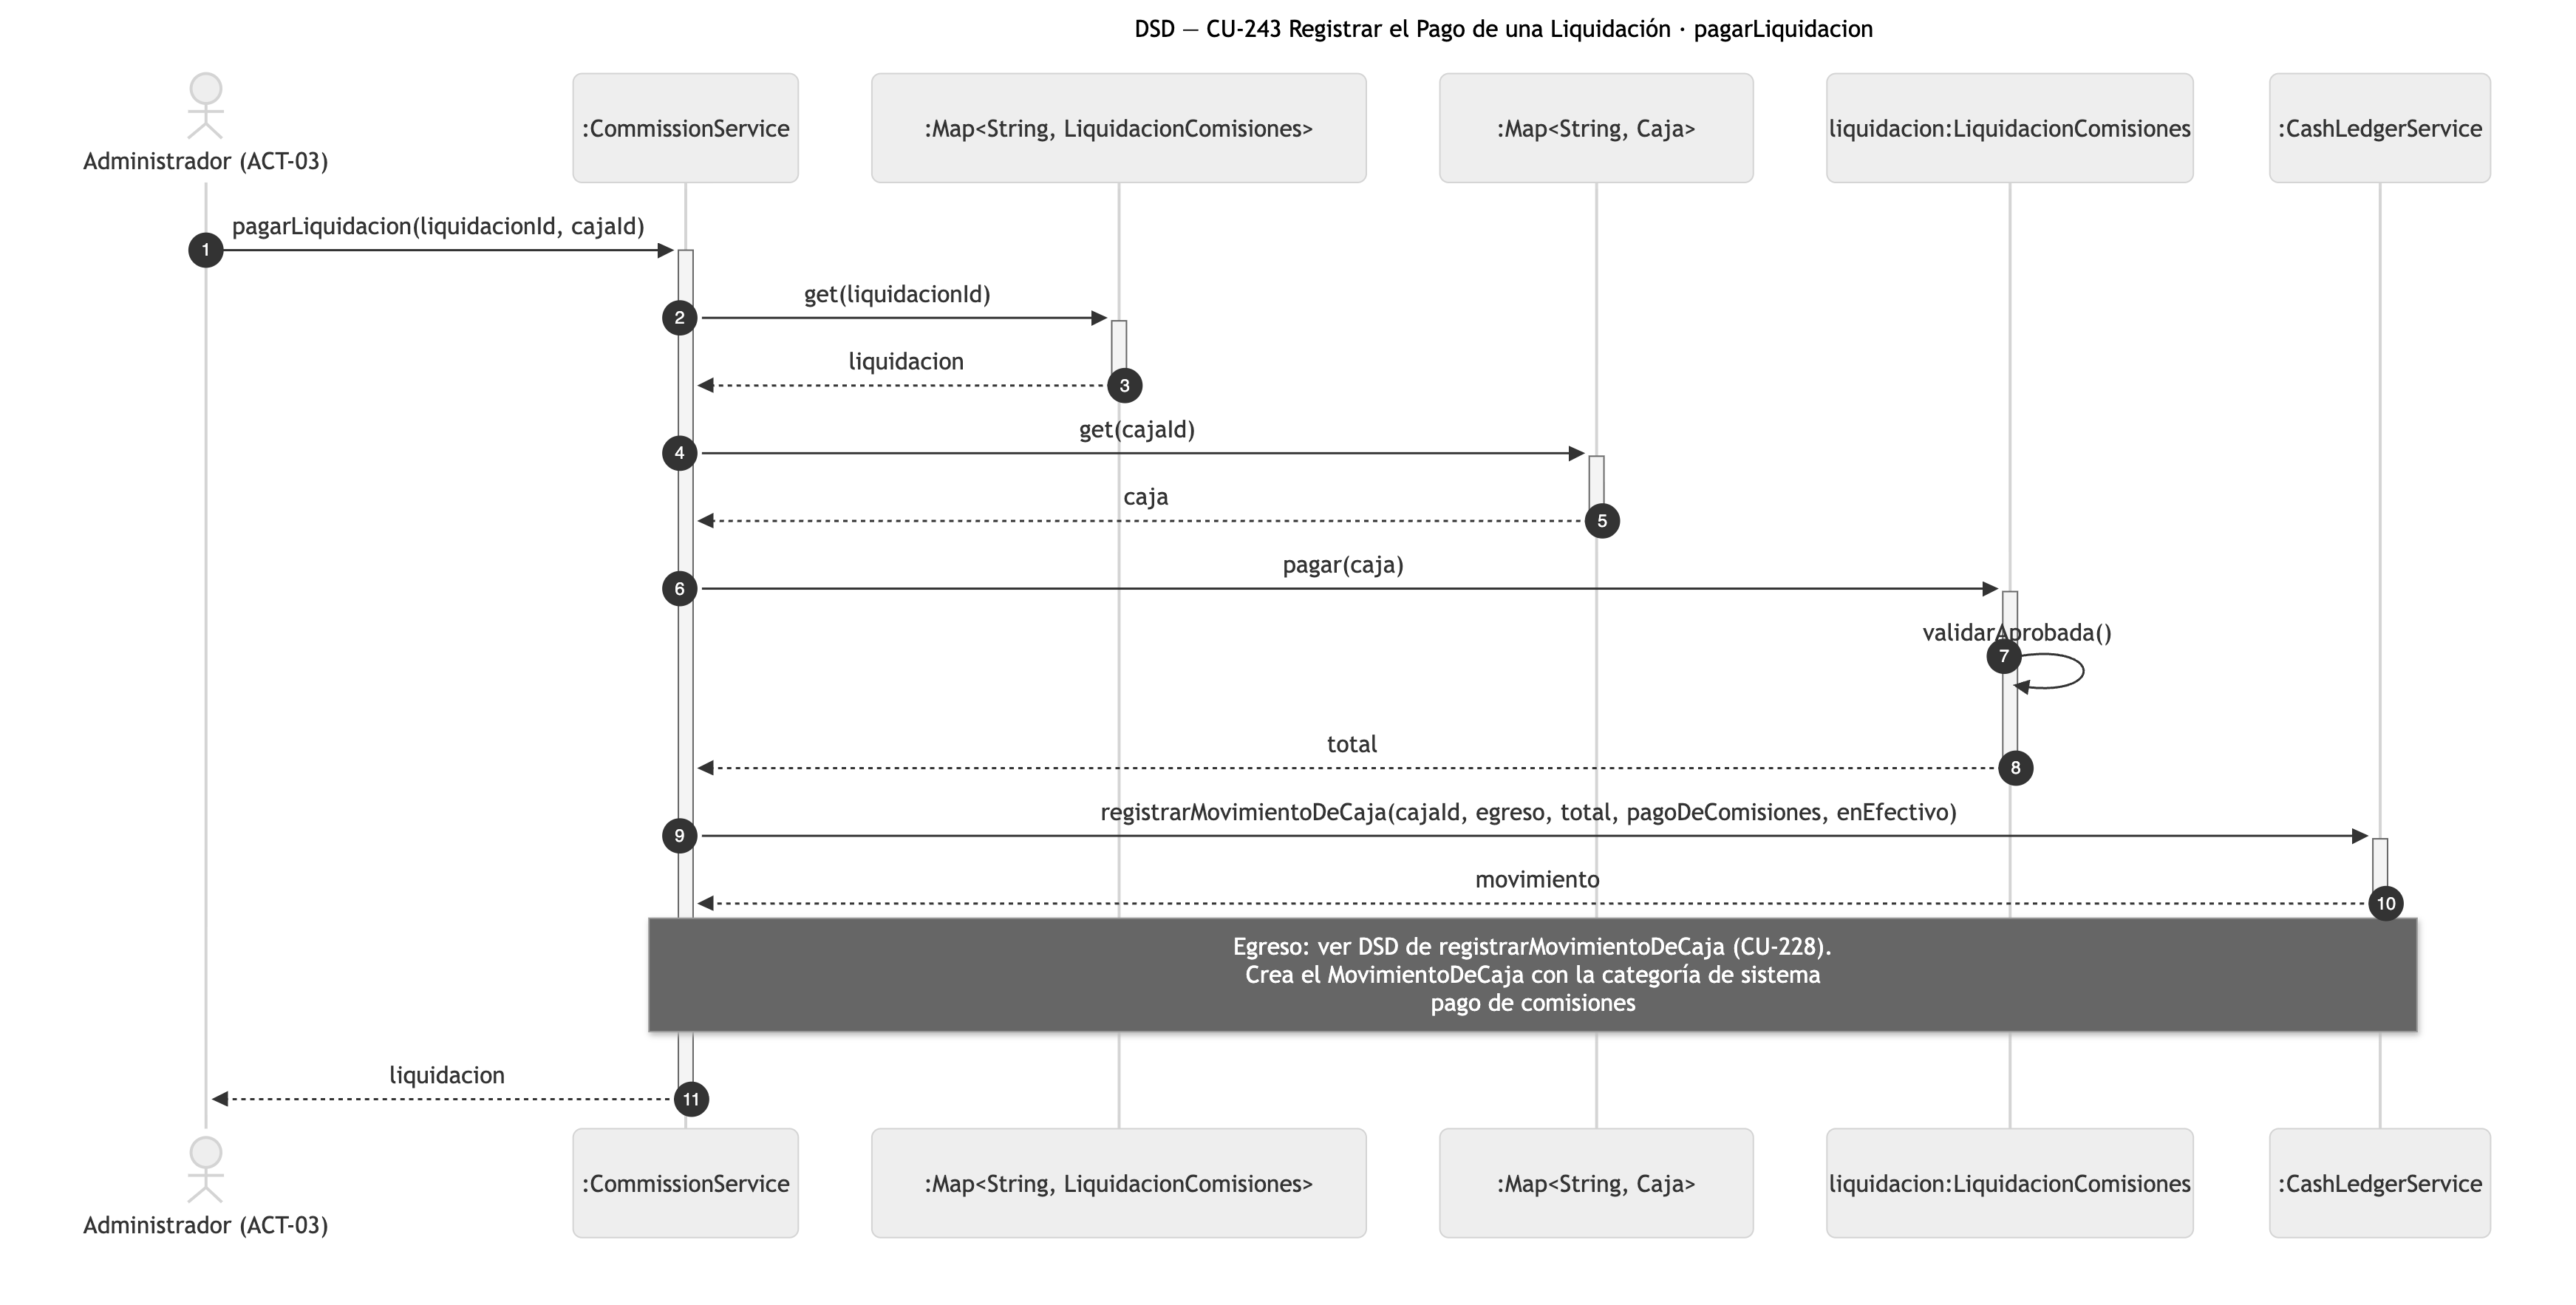 DSD — CU-243 Registrar el Pago de una Liquidación · pagarLiquidacion
Administrador (ACT-03)
:CommissionService
:Map<String, LiquidacionComisiones>
:Map<String, Caja>
liquidacion:LiquidacionComisiones
:CashLedgerService
pagarLiquidacion(liquidacionId, cajaId)
1
get(liquidacionId)
2
liquidacion
3
get(cajaId)
4
caja
5
pagar(caja)
6
validarAprobada()
7
total
8
registrarMovimientoDeCaja(cajaId, egreso, total, pagoDeComisiones, enEfectivo)
9
movimiento
10
Egreso: ver DSD de registrarMovimientoDeCaja (CU-228).
Crea el MovimientoDeCaja con la categoría de sistema
pago de comisiones
liquidacion
11
Administrador (ACT-03)
:CommissionService
:Map<String, LiquidacionComisiones>
:Map<String, Caja>
liquidacion:LiquidacionComisiones
:CashLedgerService